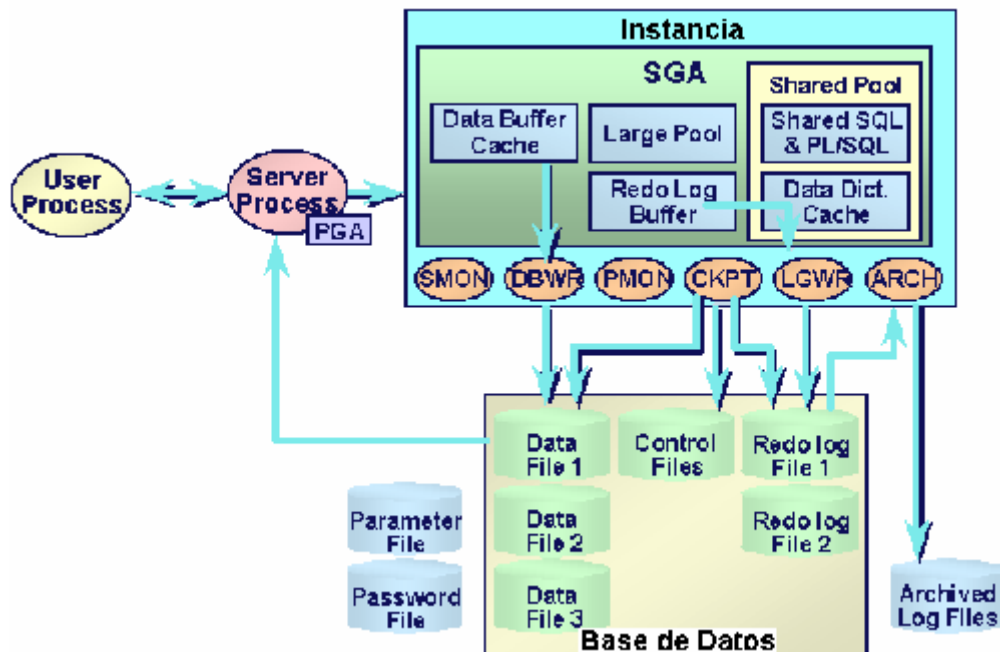 Instancia
SGA
Shared Pool
Data Buffer
Cache
Large Pool
Shared SQL
& PL/SQL
Redo Log
Buffer
Data Dict.
Cache
User
Process
Server
Process
PGA
SMON
DBWR
PMON
CKPT
LGWR
ARCH
Data
File 1
Control
Files
Redo log
File 1
Parameter
File
Data
File 2
Redo log
File 2
Password
File
Data
File 3
Archived
Log Files
Base de Datos